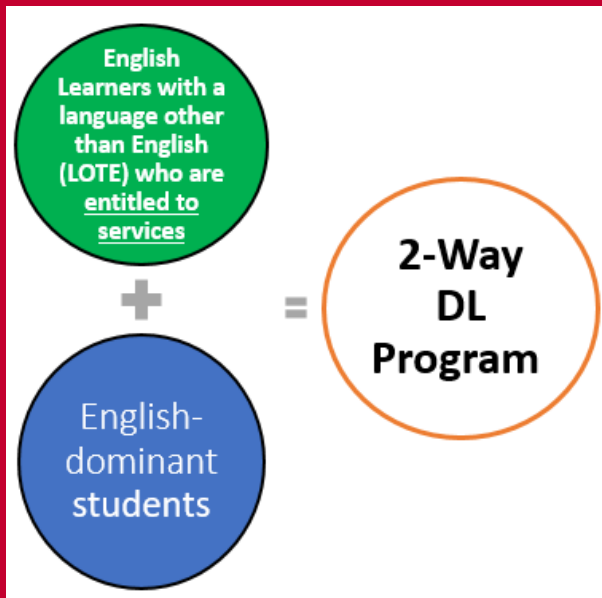 English
Learners with a
language other
than English
(LOTE) who are
entitled to
services
+
English-
dominant
students
=
2-Way
DL
Program